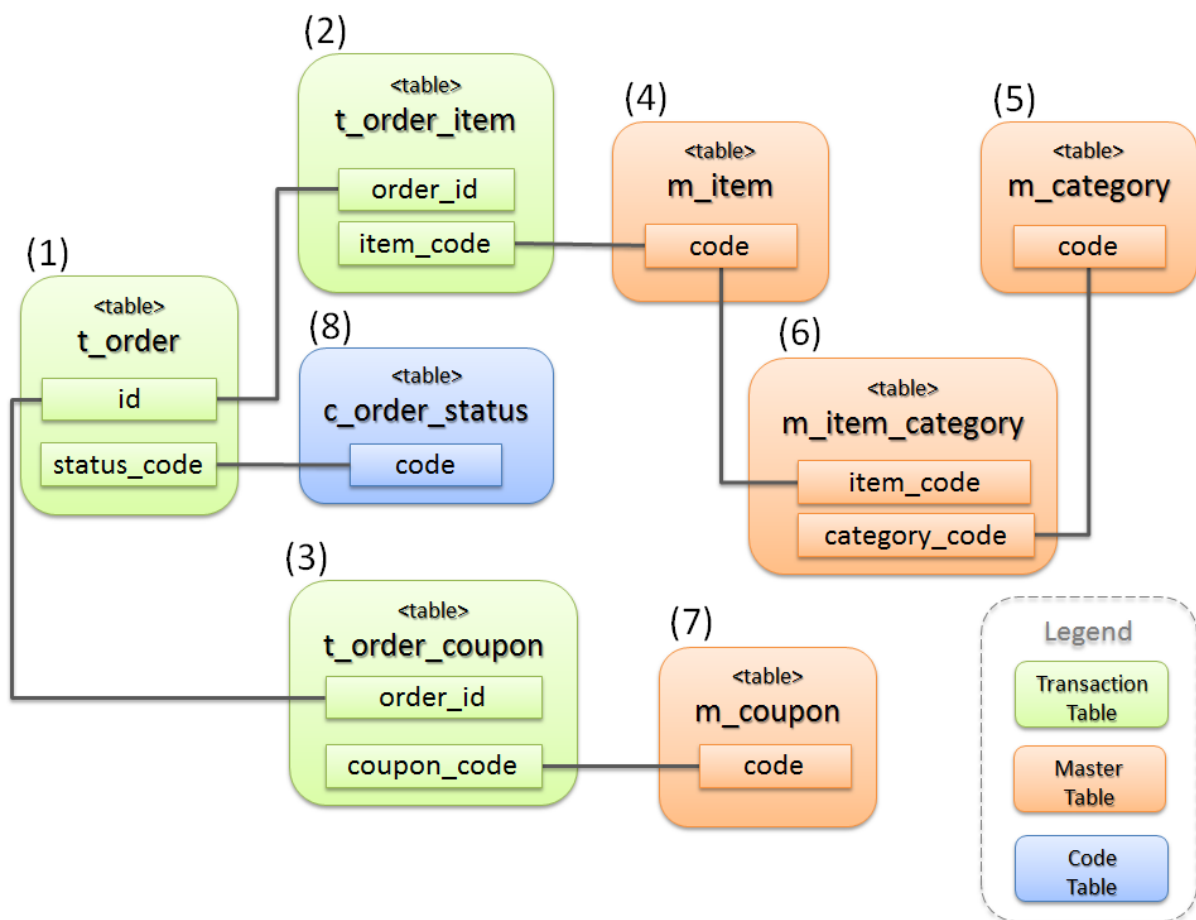 (1)
<table>
t_order
id
status_code
(2)
<table>
t_order_item
order_id
item_code
(3)
<table>
t_order_coupon
order_id
coupon_code
(4)
<table>
m_item
code
(5)
<table>
m_category
code
(6)
<table>
m_item_category
item_code
category_code
(7)
<table>
m_coupon
code
(8)
<table>
c_order_status
code
Legend
Transaction
Table
Master
Table
Code
Table